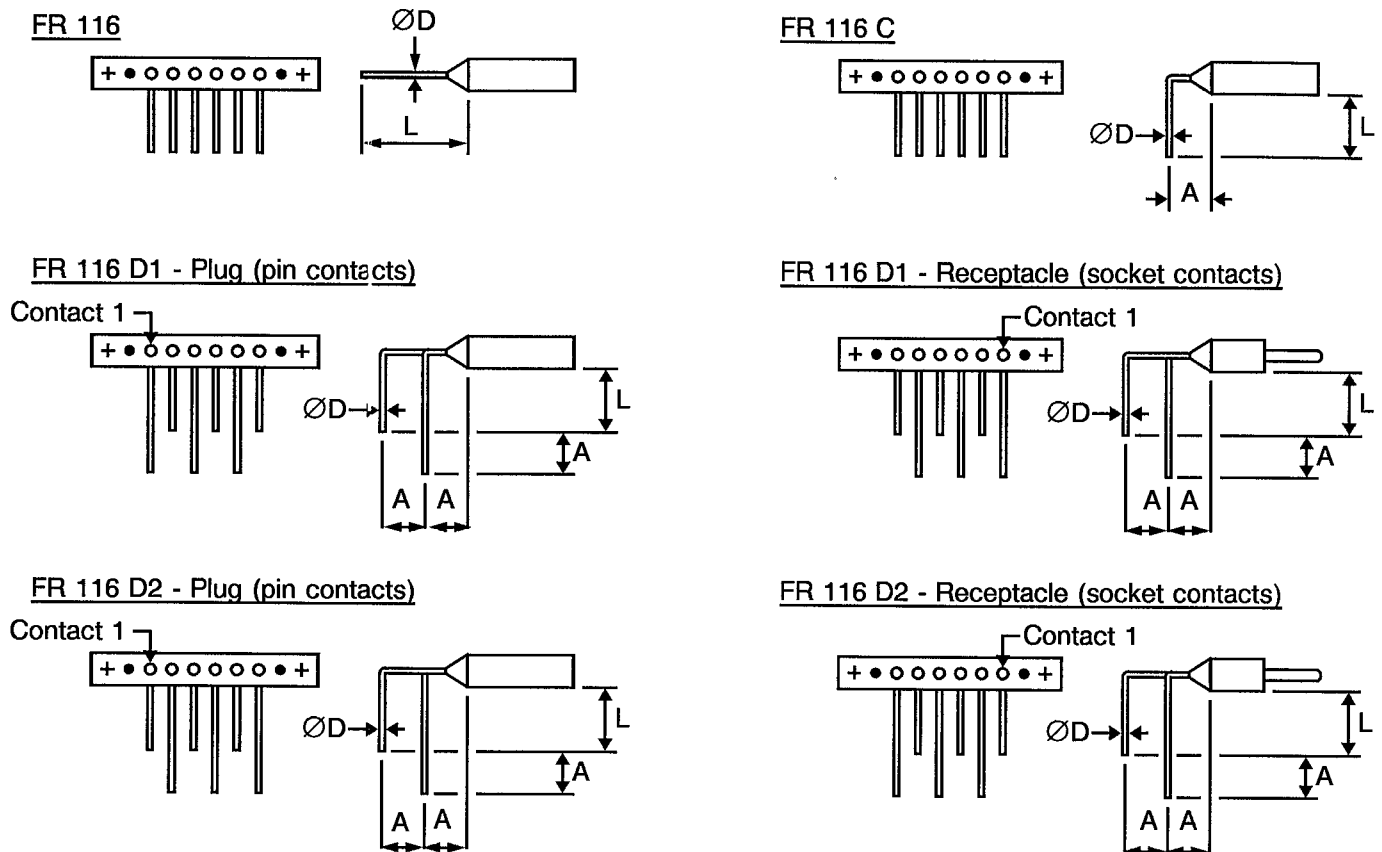 FR 116
ØD
L
FR 116 C
ØD
L
A
FR 116 D1 - Plug (pin contacts)
Contact 1
ØD
L
A
A A
FR 116 D1 - Receptacle (socket contacts)
Contact 1
ØD
L
A
A A
FR 116 D2 - Plug (pin contacts)
Contact 1
ØD
L
A
A A
FR 116 D2 - Receptacle (socket contacts)
Contact 1
ØD
L
A
A A